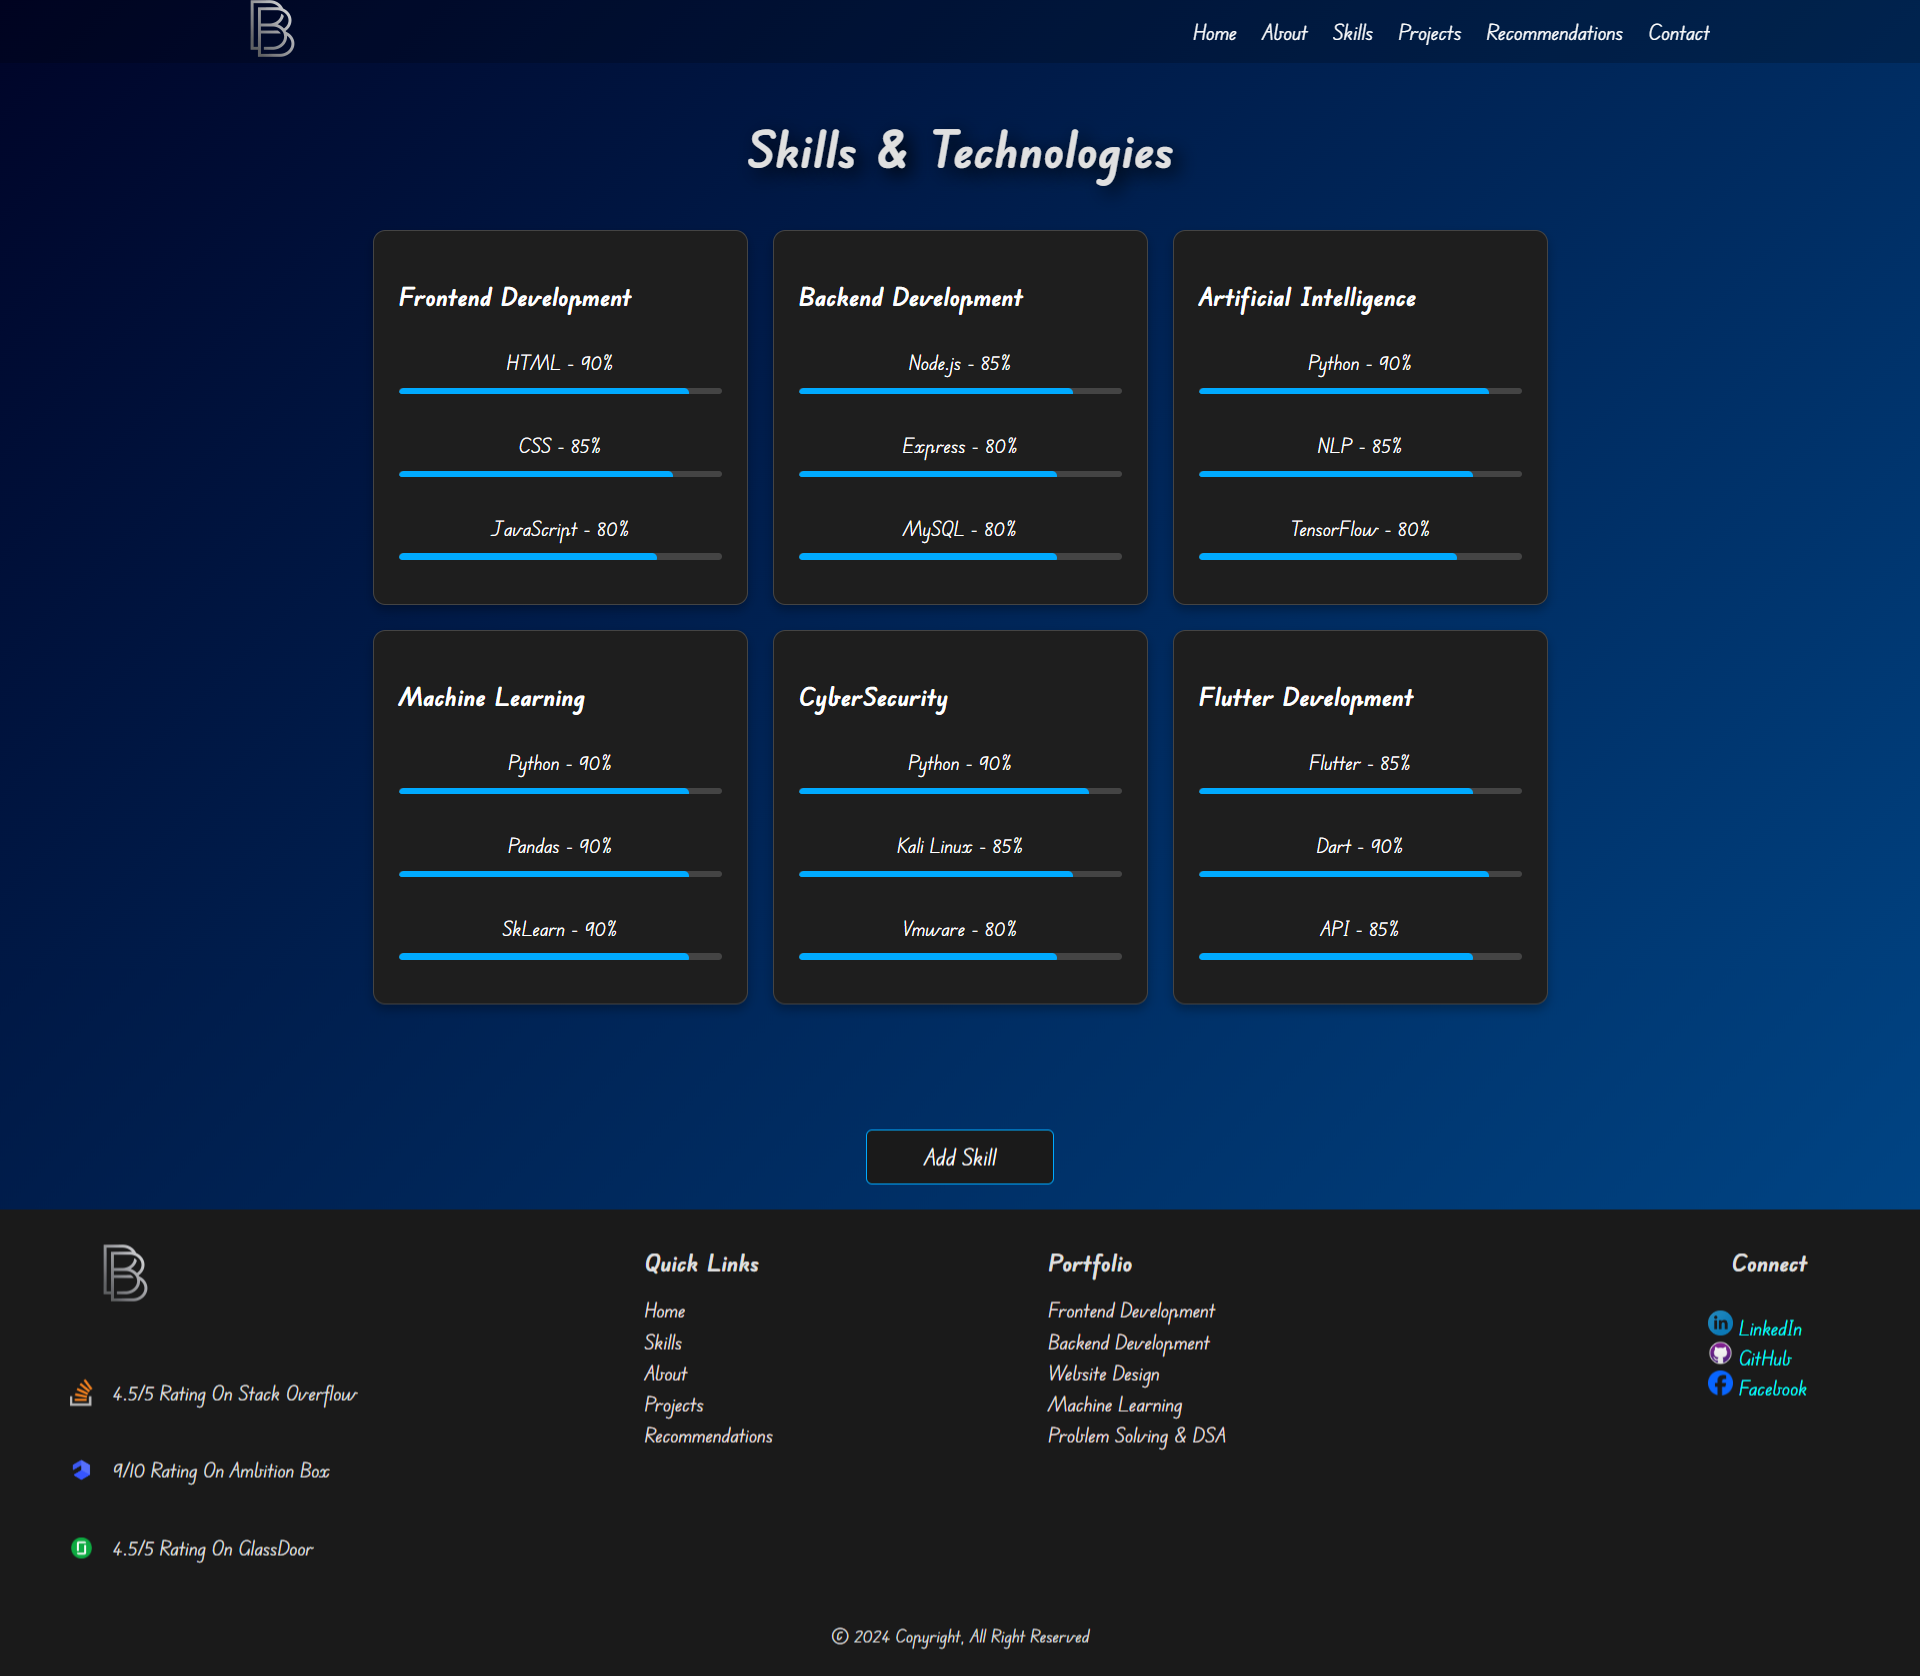 Home About Skills Projects Recommendations Contact
Skills & Technologies
Frontend Development
HTML - 90%
CSS - 85%
JavaScript - 80%
Backend Development
Node.js - 85%
Express - 80%
MySQL - 80%
Artificial Intelligence
Python - 90%
NLP - 85%
TensorFlow - 80%
Machine Learning
Python - 90%
Pandas - 90%
SkLearn - 90%
CyberSecurity
Python - 90%
Kali Linux - 85%
Vmware - 80%
Flutter Development
Flutter - 85%
Dart - 90%
API - 85%
Add Skill
4.5/5 Rating On Stack Overflow
9/10 Rating On Ambition Box
4.5/5 Rating On GlassDoor
Quick Links
Home
Skills
About
Projects
Recommendations
Portfolio
Frontend Development
Backend Development
Website Design
Machine Learning
Problem Solving & DSA
Connect
LinkedIn
GitHub
Facebook
© 2024 Copyright, All Right Reserved